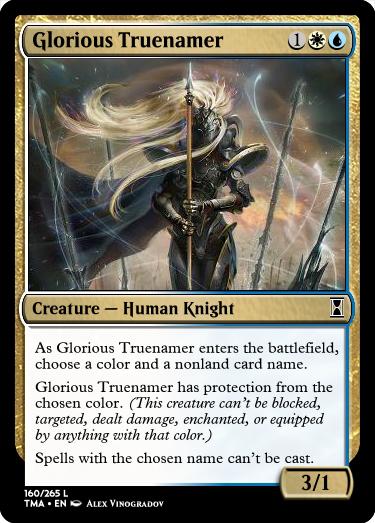 Glorious Truenamer 1
Creature — Human Knight
As Glorious Truenamer enters the battlefield,
choose a color and a nonland card name.
Glorious Truenamer has protection from the
chosen color. (This creature can't be blocked,
targeted, dealt damage, enchanted, or equipped
by anything with that color.)
Spells with the chosen name can't be cast.
3/1
160/265 L
TMA • EN Alex Vinogradov